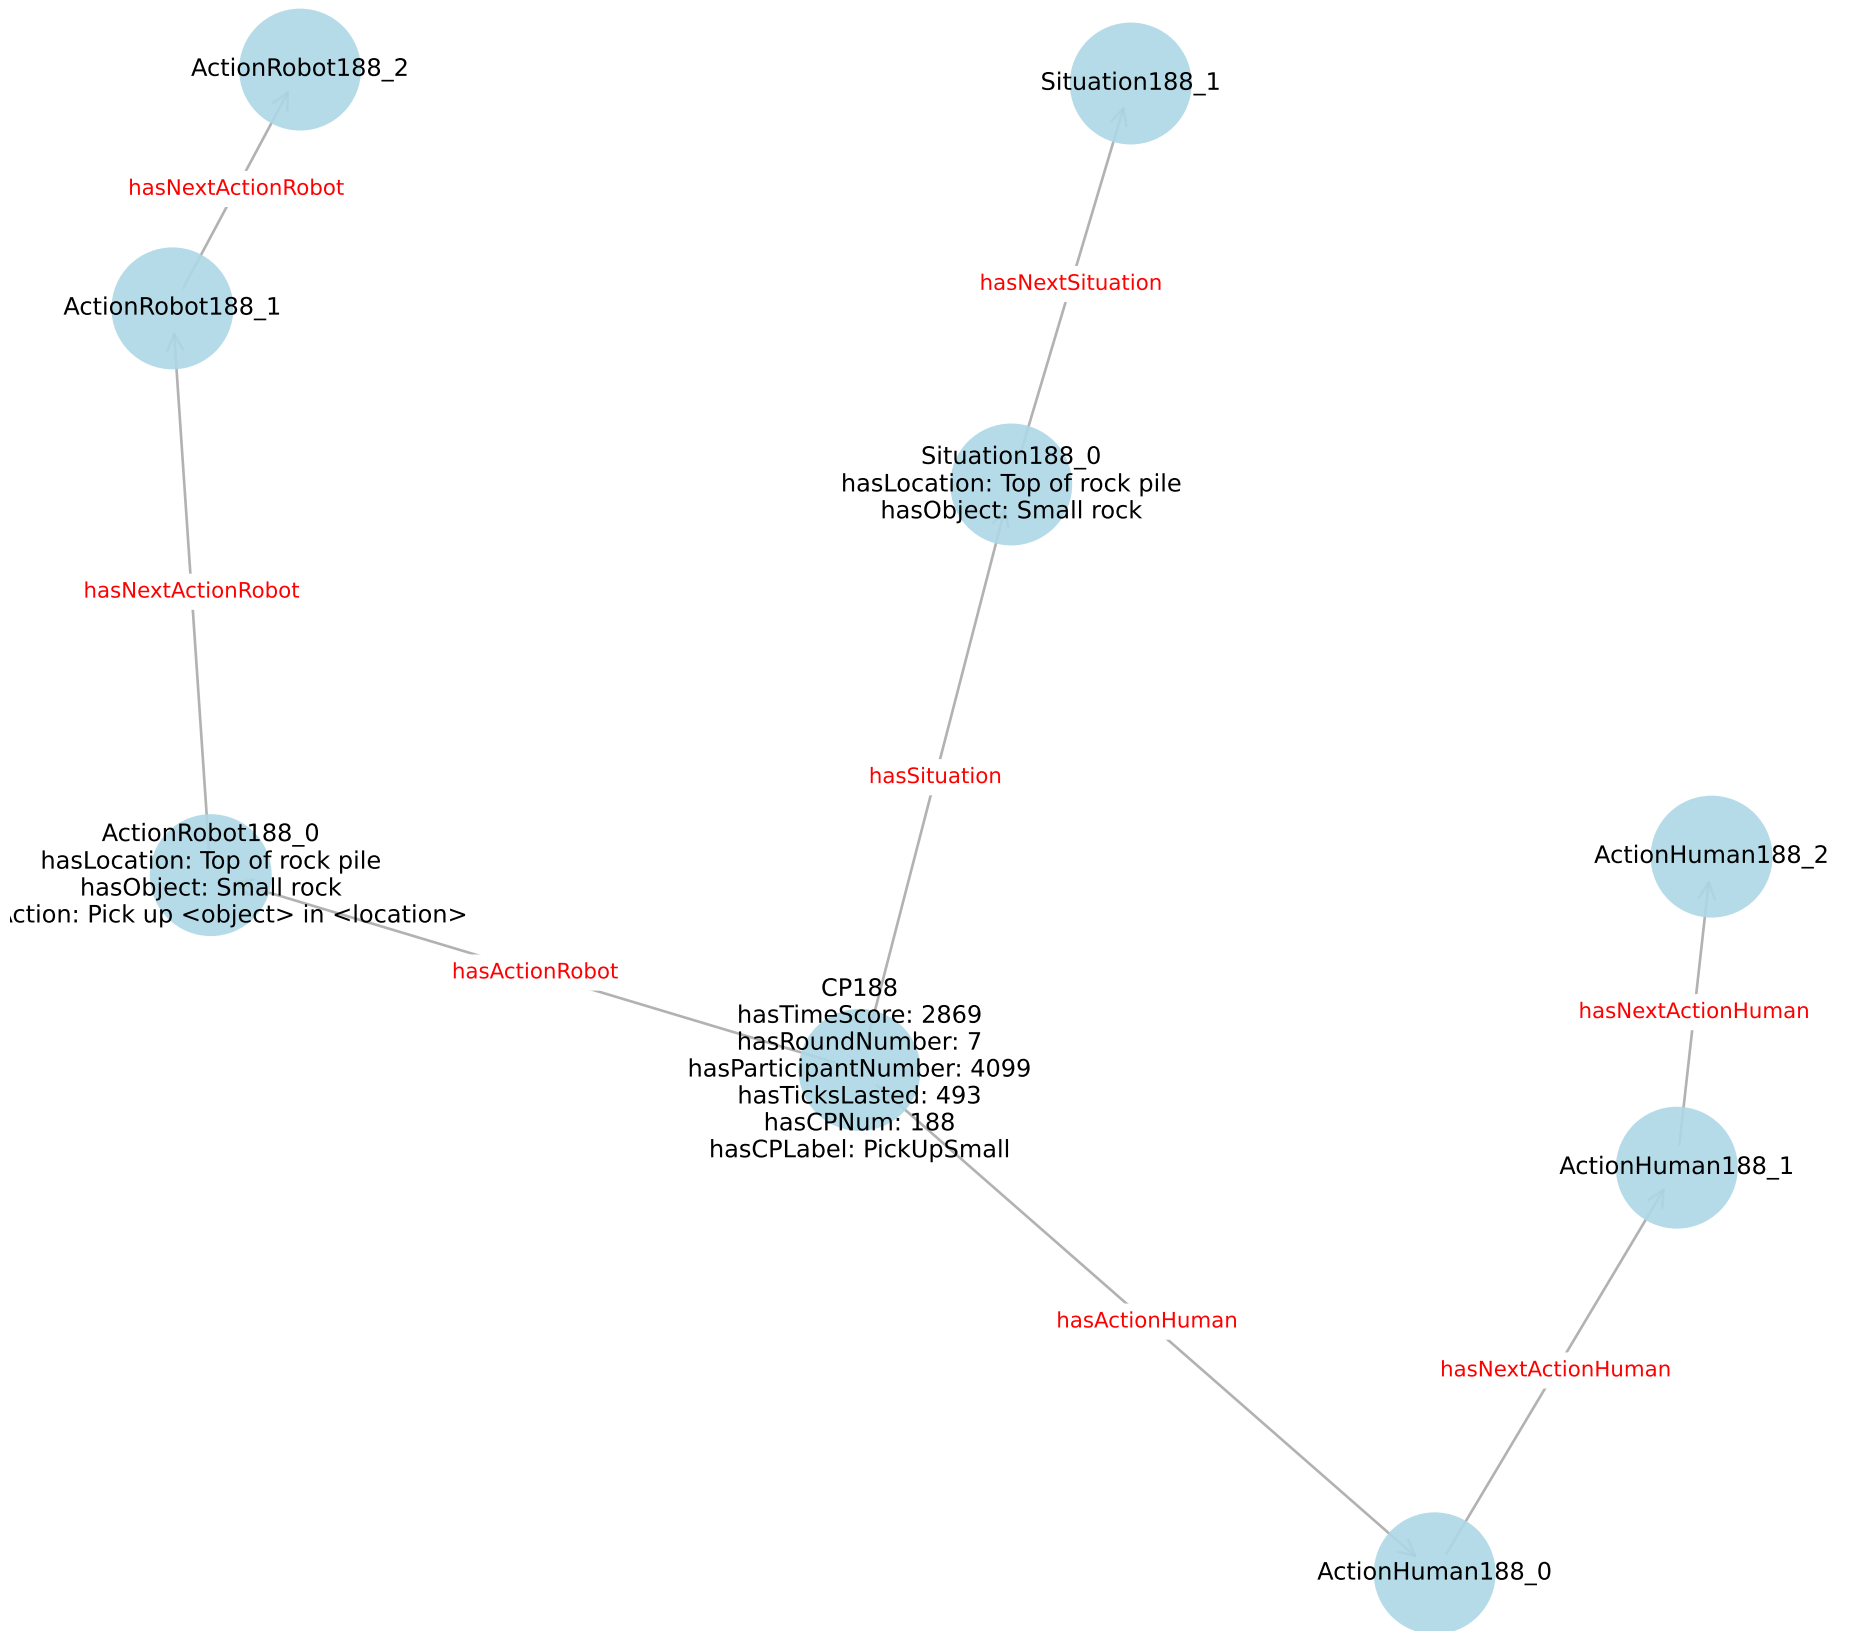 ActionRobot188_2
Situation188_1
hasNextActionRobot
hasNextSituation
ActionRobot188_1
Situation188_0
hasLocation: Top of rock pile
hasObject: Small rock
hasNextActionRobot
hasSituation
ActionRobot188_0
hasLocation: Top of rock pile
hasObject: Small rock
ction: Pick up <object> in <location>
ActionHuman188_2
hasActionRobot
CP188
hasTimeScore: 2869
hasRoundNumber: 7
hasParticipantNumber: 4099
hasTicksLasted: 493
hasCPNum: 188
hasCPLabel: PickUpSmall
hasNextActionHuman
ActionHuman188_1
hasActionHuman
hasNextActionHuman
ActionHuman188_0